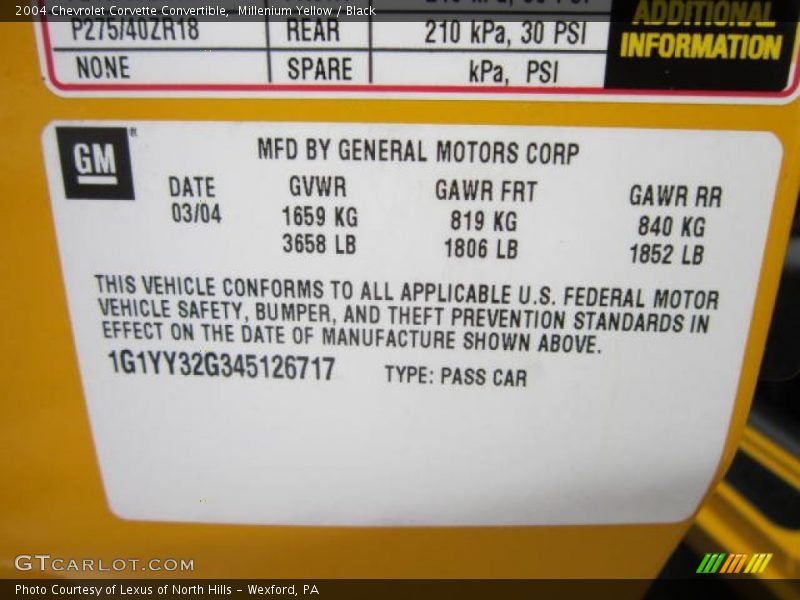 2004 Chevrolet Corvette Convertible, Millenium Yellow / Black
P275/40ZR18 REAR 210 kPa, 30 PSI
NONE SPARE kPa, PSI
ADDITIONAL
INFORMATION
GM
MFD BY GENERAL MOTORS CORP
DATE GVWR GAWR FRT GAWR RR
03/04 1659 KG 819 KG 840 KG
3658 LB 1806 LB 1852 LB
THIS VEHICLE CONFORMS TO ALL APPLICABLE U.S. FEDERAL MOTOR
VEHICLE SAFETY, BUMPER, AND THEFT PREVENTION STANDARDS IN
EFFECT ON THE DATE OF MANUFACTURE SHOWN ABOVE.
1G1YY32G345126717 TYPE: PASS CAR
GTCARLOT.COM
Photo Courtesy of Lexus of North Hills - Wexford, PA